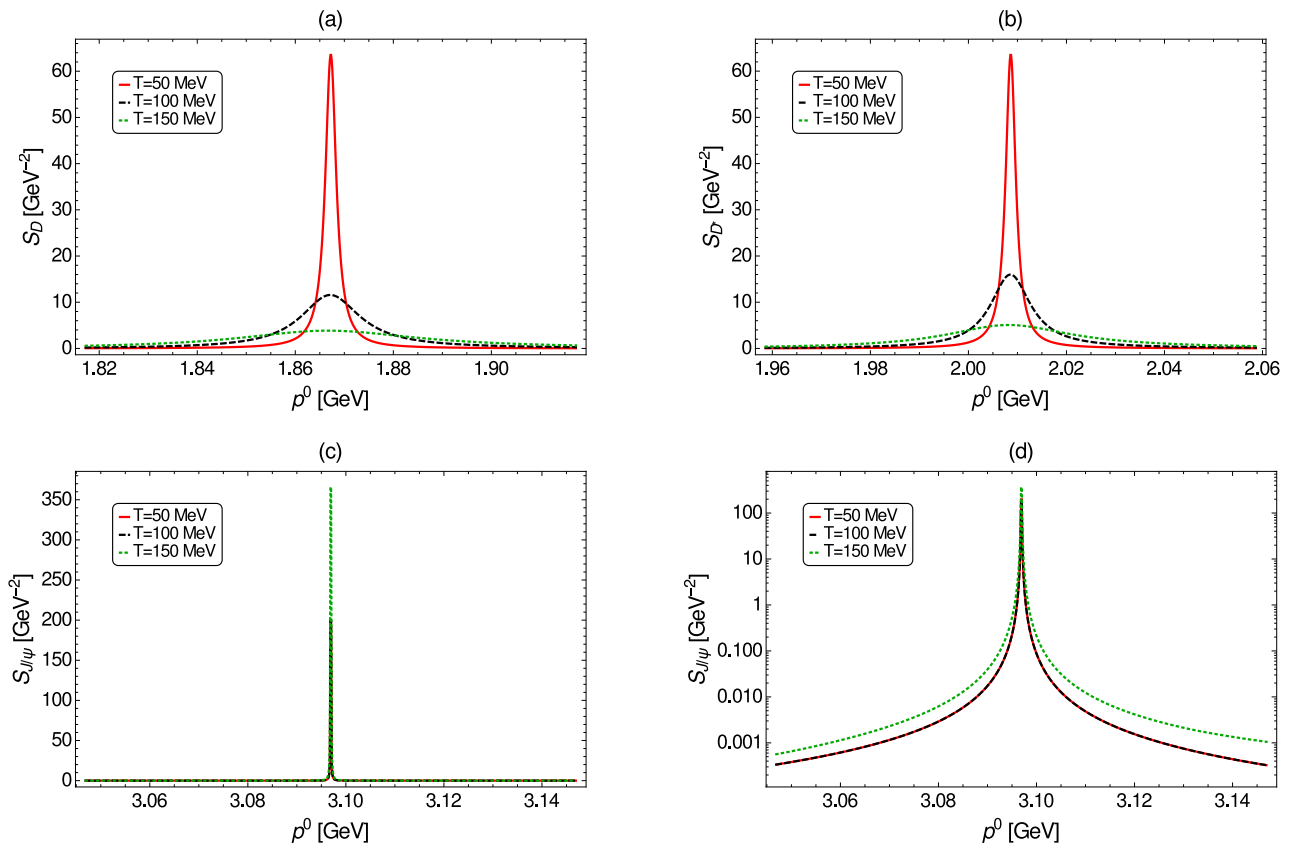 (a)
S_D [GeV⁻²]
60
50
40
30
20
10
0
T=50 MeV
T=100 MeV
T=150 MeV
1.82 1.84 1.86 1.88 1.90
p⁰ [GeV]
(b)
S_D* [GeV⁻²]
60
50
40
30
20
10
0
T=50 MeV
T=100 MeV
T=150 MeV
1.96 1.98 2.00 2.02 2.04 2.06
p⁰ [GeV]
(c)
S_J/ψ [GeV⁻²]
350
300
250
200
150
100
50
0
T=50 MeV
T=100 MeV
T=150 MeV
3.06 3.08 3.10 3.12 3.14
p⁰ [GeV]
(d)
S_J/ψ [GeV⁻²]
100
10
1
0.100
0.010
0.001
T=50 MeV
T=100 MeV
T=150 MeV
3.06 3.08 3.10 3.12 3.14
p⁰ [GeV]